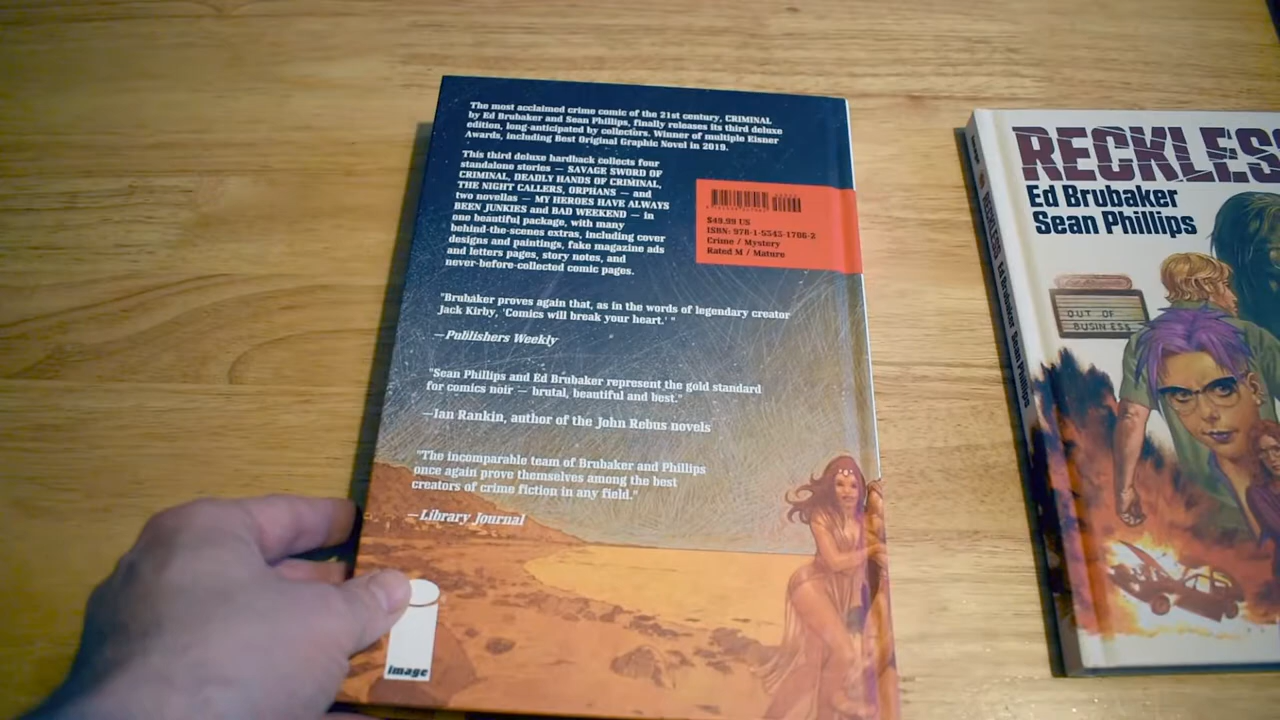 The most acclaimed crime comic of the 21st century, CRIMINAL
by Ed Brubaker and Sean Phillips, finally releases its third deluxe
edition, long-anticipated by collectors. Winner of multiple Eisner
Awards, including Best Original Graphic Novel in 2019.
This third deluxe hardback collects four
standalone stories — SAVAGE SWORD OF
CRIMINAL, DEADLY HANDS OF CRIMINAL,
THE NIGHT CALLERS, ORPHANS — and
two novellas — MY HEROES HAVE ALWAYS
BEEN JUNKIES and BAD WEEKEND — in
one beautiful package, with many
behind-the-scenes extras, including cover
designs and paintings, fake magazine ads
and letters pages, story notes, and
never-before-collected comic pages.
$49.99 US
ISBN: 978-1-5343-1706-2
Crime / Mystery
Rated M / Mature
"Brubaker proves again that, as in the words of legendary creator
Jack Kirby, 'Comics will break your heart.' "
—Publishers Weekly
"Sean Phillips and Ed Brubaker represent the gold standard
for comics noir — brutal, beautiful and best."
—Ian Rankin, author of the John Rebus novels
"The incomparable team of Brubaker and Phillips
once again prove themselves among the best
creators of crime fiction in any field."
—Library Journal
image
RECKLESS
Ed Brubaker
Sean Phillips
OUT OF
BUSINESS
RECKLESS Ed Brubaker Sean Phillips